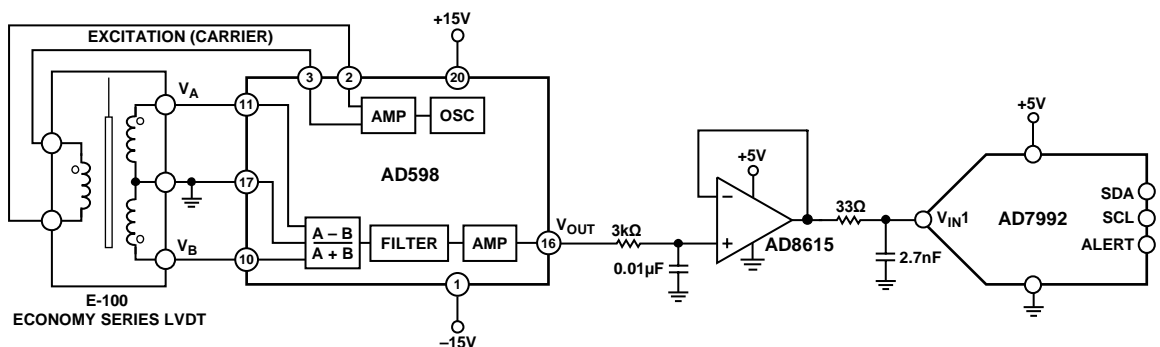 EXCITATION (CARRIER)
+15V
3
2
20
VA
11
AMP
OSC
AD598
17
VB
10
A – B
A + B
FILTER
AMP
16
VOUT
1
–15V
E-100
ECONOMY SERIES LVDT
3kΩ
0.01µF
+5V
–
+
AD8615
33Ω
2.7nF
+5V
VIN1
AD7992
SDA
SCL
ALERT